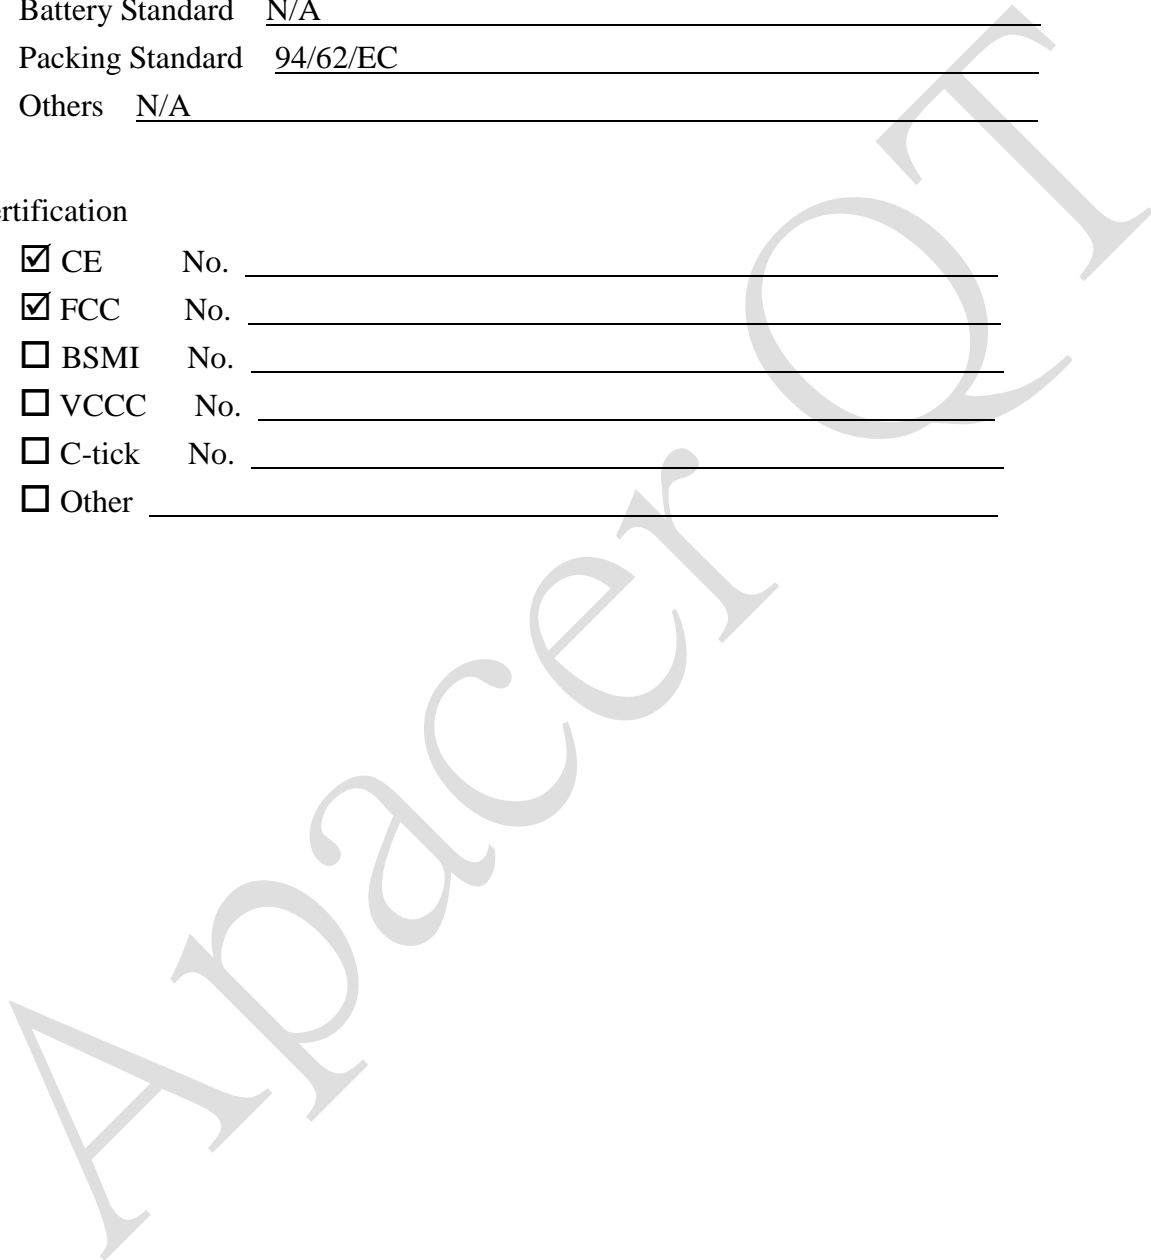 Battery Standard N/A
Packing Standard 94/62/EC
Others N/A
ertification
☑ CE No.
☑ FCC No.
☐ BSMI No.
☐ VCCC No.
☐ C-tick No.
☐ Other
Apacer QT